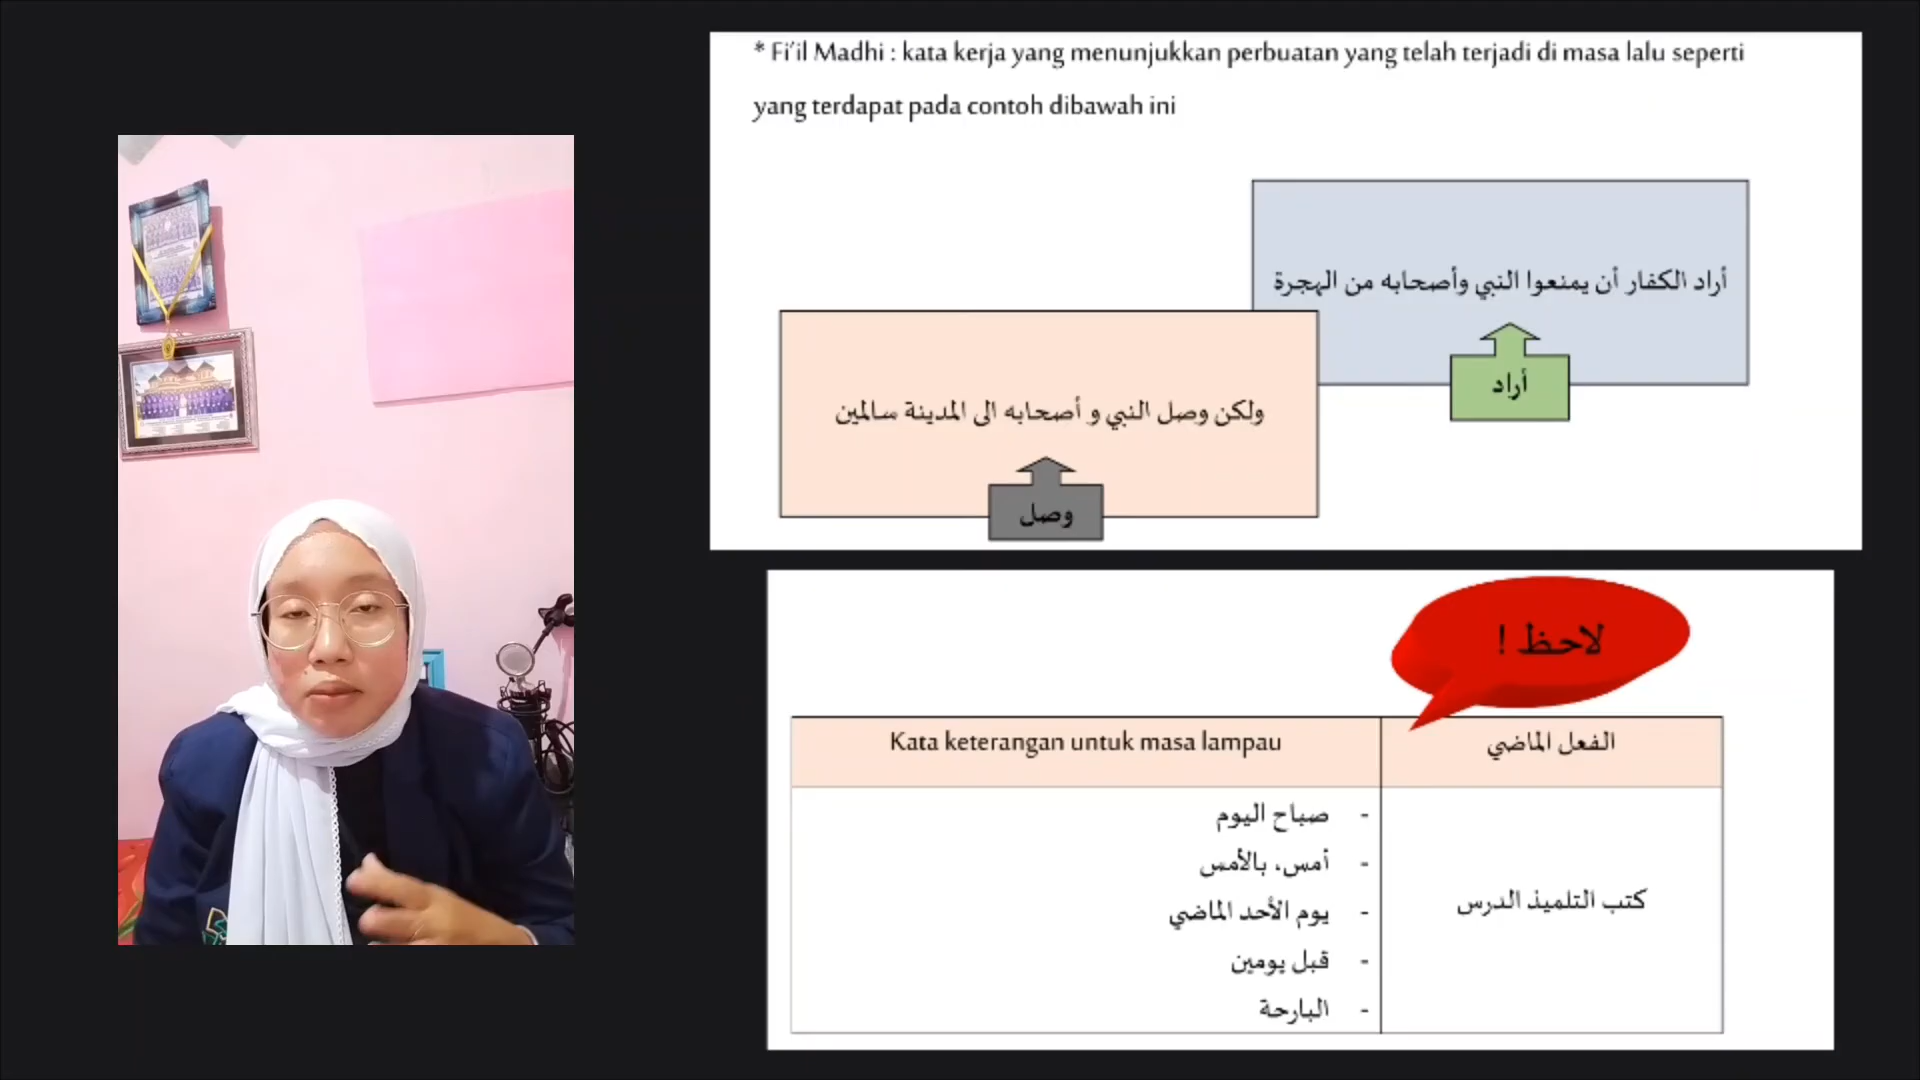 * Fi'il Madhi : kata kerja yang menunjukkan perbuatan yang telah terjadi di masa lalu seperti
yang terdapat pada contoh dibawah ini
أراد الكفار أن يمنعوا النبي وأصحابه من الهجرة
أراد
ولكن وصل النبي و أصحابه الى المدينة سالمين
وصل
لاحظ !
الفعل الماضي
Kata keterangan untuk masa lampau
كتب التلميذ الدرس
- صباح اليوم
- أمس، بالأمس
- يوم الأحد الماضي
- قبل يومين
- البارحة